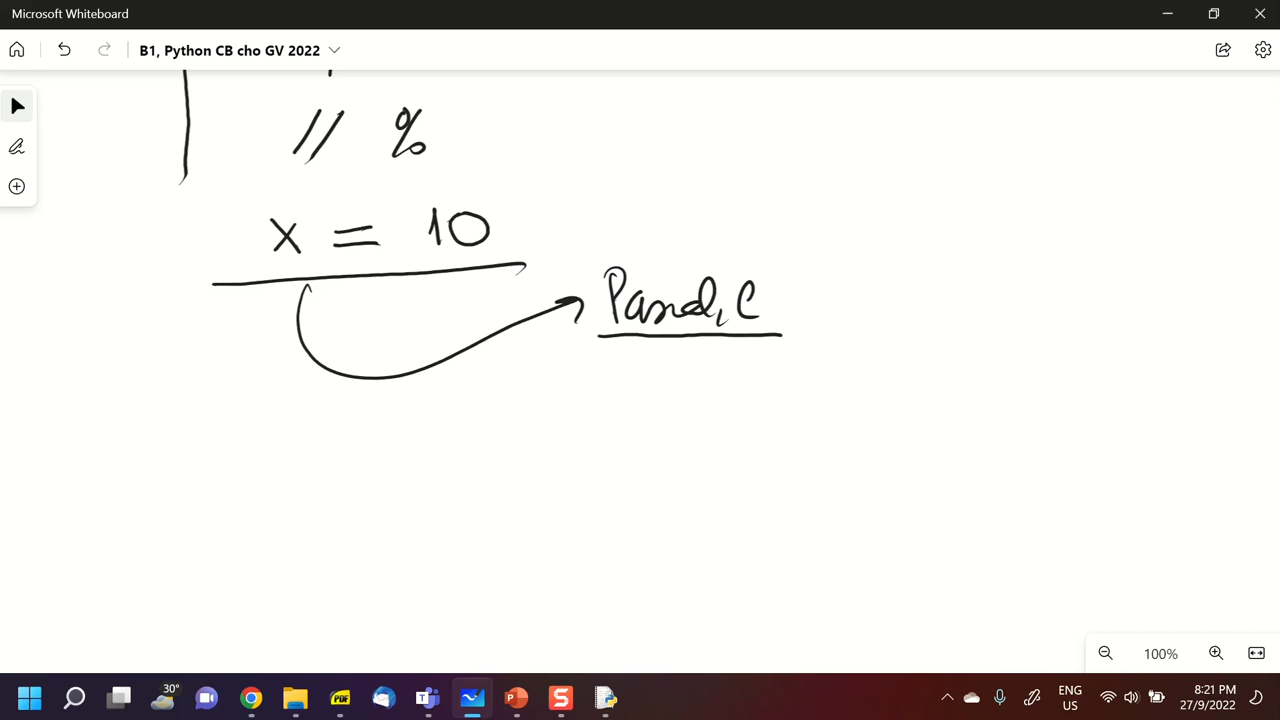 Microsoft Whiteboard
B1, Python CB cho GV 2022
// %
x = 10
Pascal, C
100%
30°
ENG
US
8:21 PM
27/9/2022